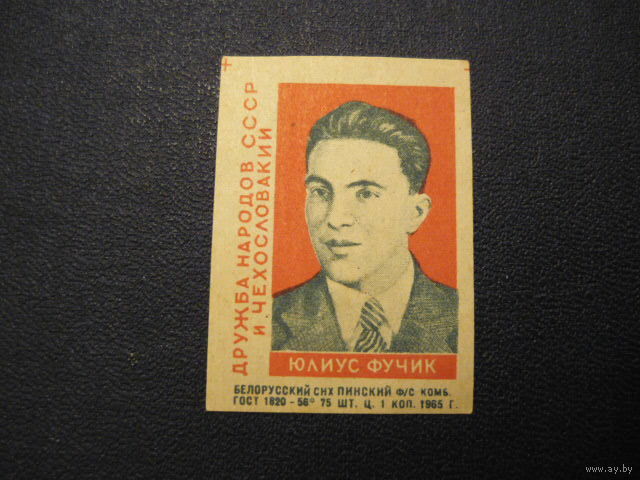 ДРУЖБА НАРОДОВ СССР
И ЧЕХОСЛОВАКИИ
ЮЛИУС ФУЧИК
БЕЛОРУССКИЙ СНХ ПИНСКИЙ Ф/С КОМБ.
ГОСТ 1820 - 56° 75 ШТ. Ц. 1 КОП. 1965 Г.
www.ay.by